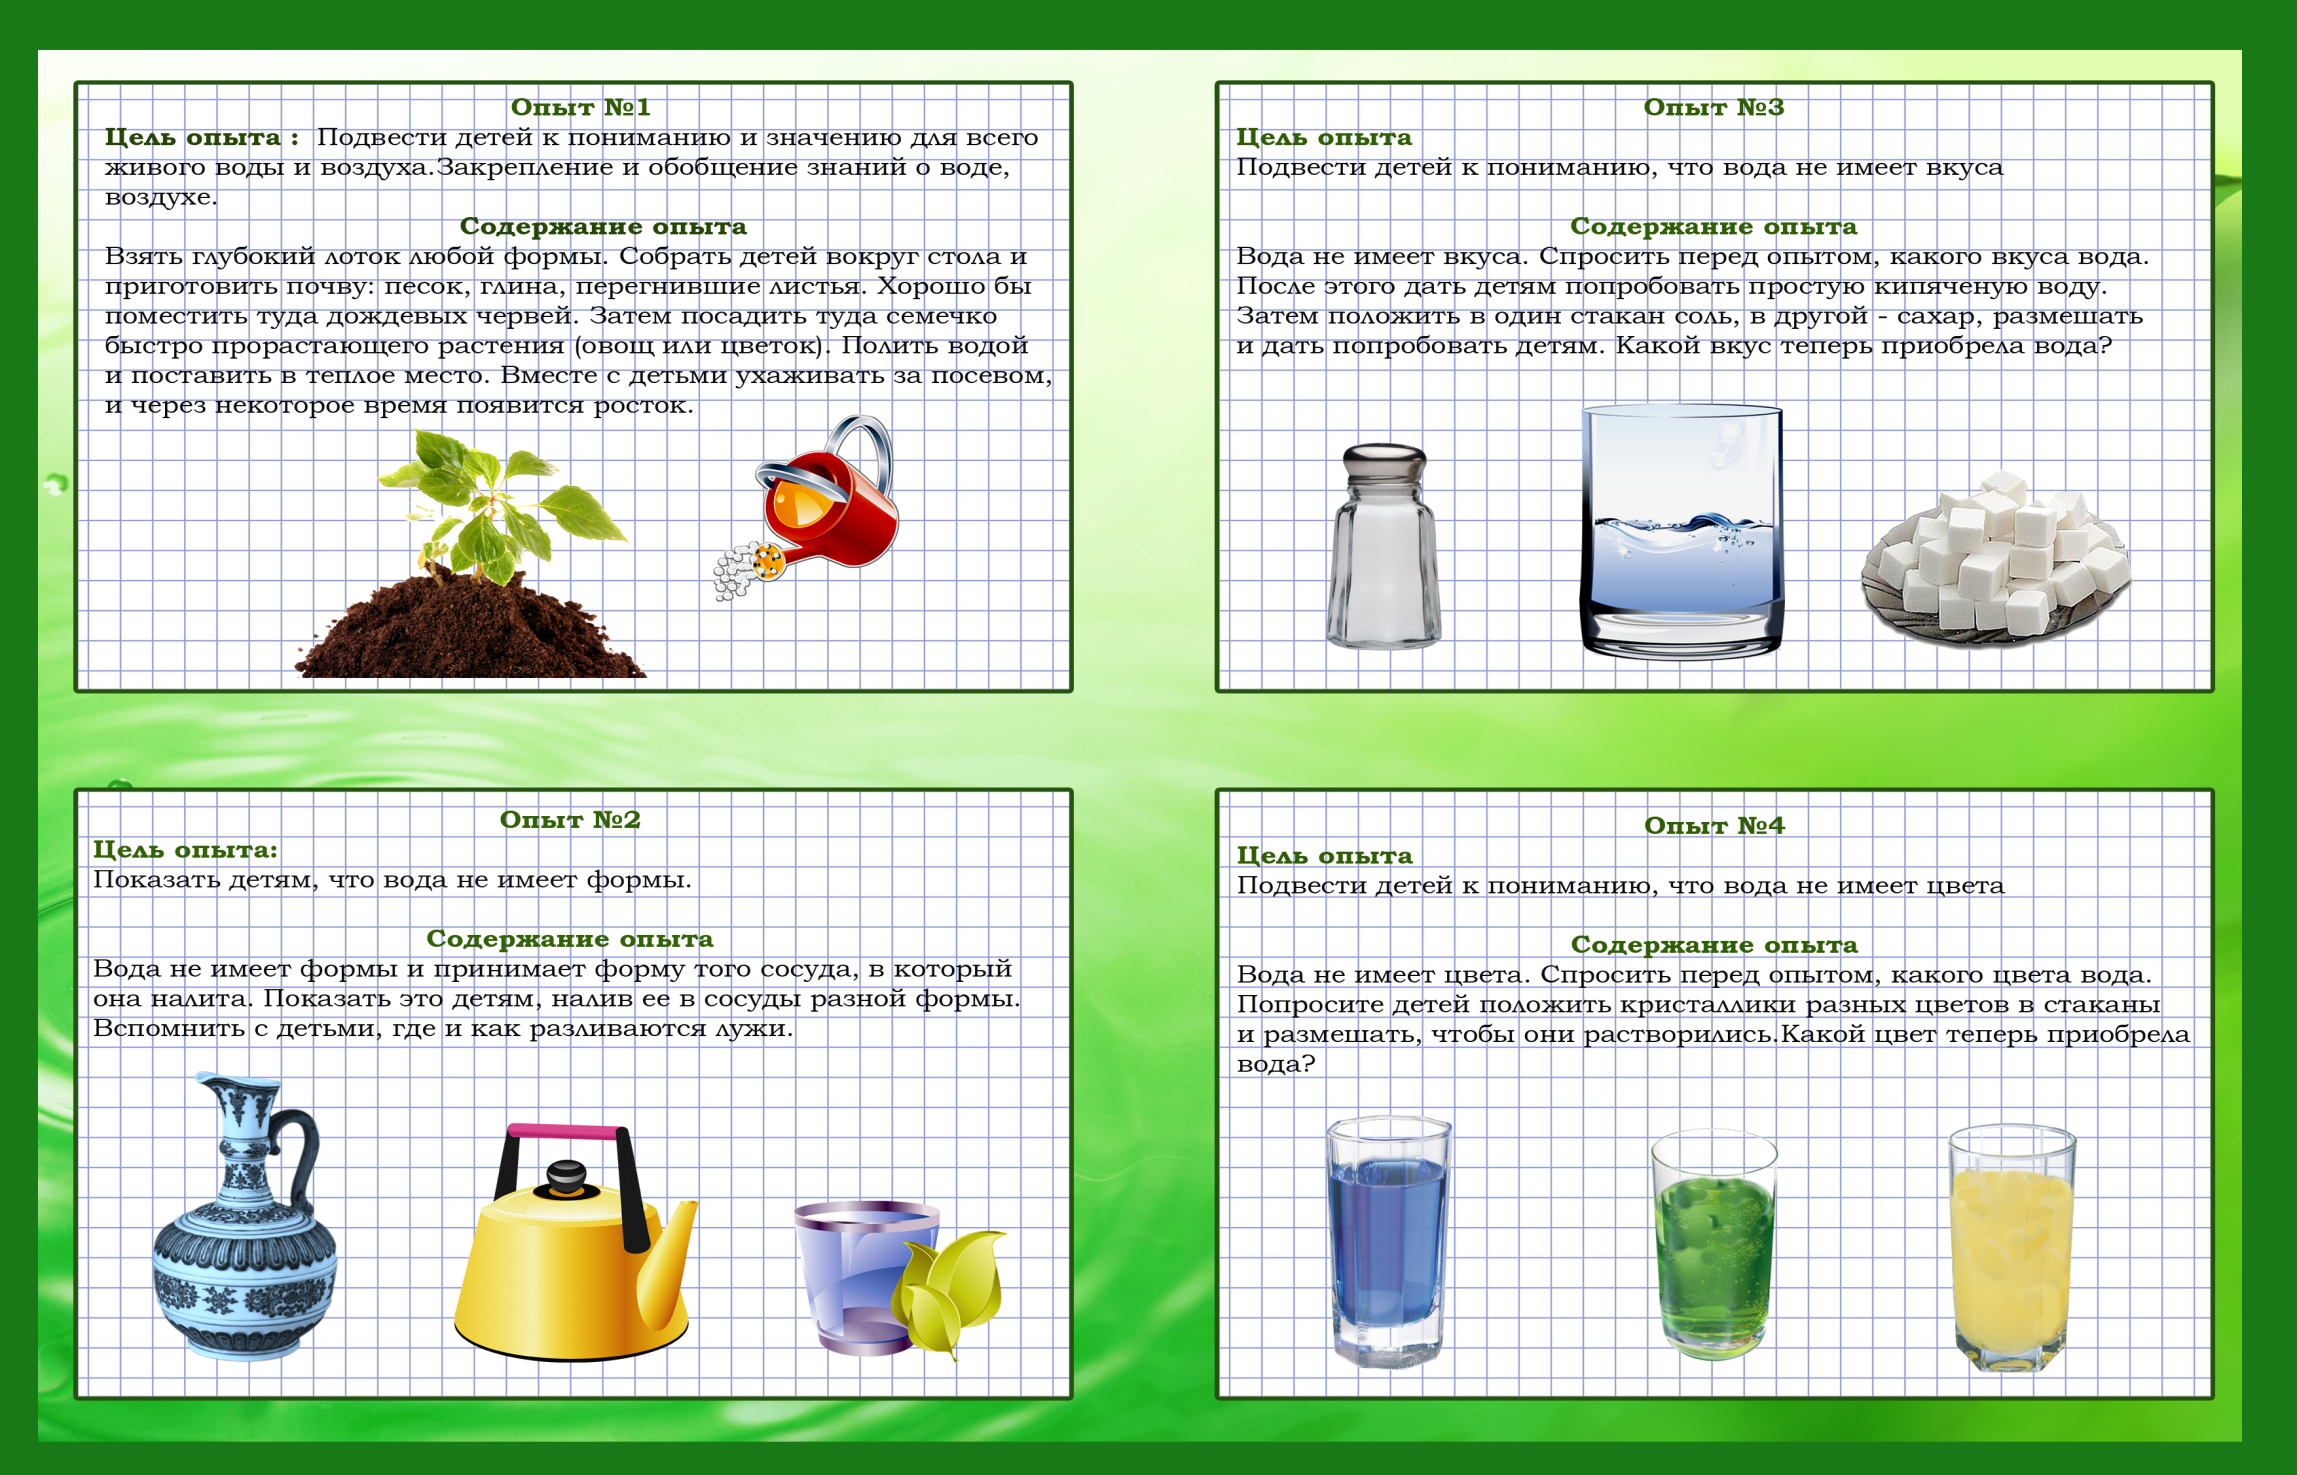 Опыт №1
Цель опыта : Подвести детей к пониманию и значению для всего
живого воды и воздуха.Закрепление и обобщение знаний о воде,
воздухе.
Содержание опыта
Взять глубокий лоток любой формы. Собрать детей вокруг стола и
приготовить почву: песок, глина, перегнившие листья. Хорошо бы
поместить туда дождевых червей. Затем посадить туда семечко
быстро прорастающего растения (овощ или цветок). Полить водой
и поставить в теплое место. Вместе с детьми ухаживать за посевом,
и через некоторое время появится росток.
Опыт №2
Цель опыта:
Показать детям, что вода не имеет формы.
Содержание опыта
Вода не имеет формы и принимает форму того сосуда, в который
она налита. Показать это детям, налив ее в сосуды разной формы.
Вспомнить с детьми, где и как разливаются лужи.
Опыт №3
Цель опыта
Подвести детей к пониманию, что вода не имеет вкуса
Содержание опыта
Вода не имеет вкуса. Спросить перед опытом, какого вкуса вода.
После этого дать детям попробовать простую кипяченую воду.
Затем положить в один стакан соль, в другой - сахар, размешать
и дать попробовать детям. Какой вкус теперь приобрела вода?
Опыт №4
Цель опыта
Подвести детей к пониманию, что вода не имеет цвета
Содержание опыта
Вода не имеет цвета. Спросить перед опытом, какого цвета вода.
Попросите детей положить кристаллики разных цветов в стаканы
и размешать, чтобы они растворились.Какой цвет теперь приобрела
вода?